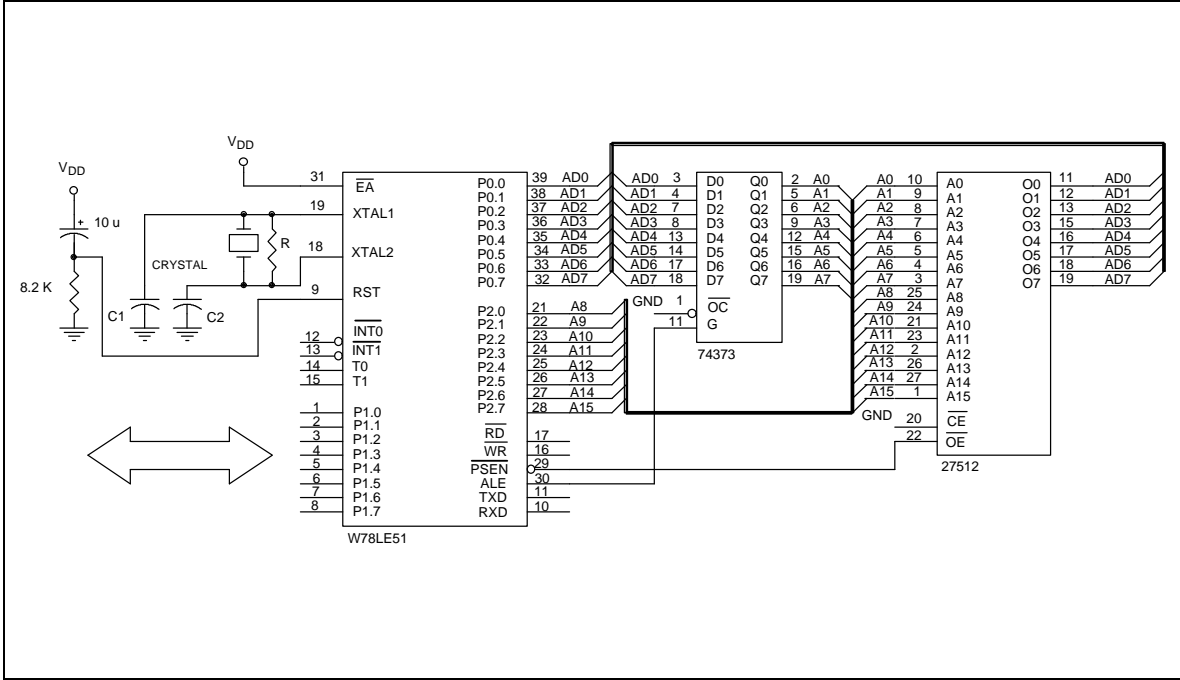 VDD
10 u
8.2 K
VDD
CRYSTAL
R
C1
C2
31 EA
19 XTAL1
18 XTAL2
9 RST
12 INT0
13 INT1
14 T0
15 T1
1 P1.0
2 P1.1
3 P1.2
4 P1.3
5 P1.4
6 P1.5
7 P1.6
8 P1.7
P0.0 39 AD0
P0.1 38 AD1
P0.2 37 AD2
P0.3 36 AD3
P0.4 35 AD4
P0.5 34 AD5
P0.6 33 AD6
P0.7 32 AD7
P2.0 21 A8
P2.1 22 A9
P2.2 23 A10
P2.3 24 A11
P2.4 25 A12
P2.5 26 A13
P2.6 27 A14
P2.7 28 A15
RD 17
WR 16
PSEN 29
ALE 30
TXD 11
RXD 10
W78LE51
AD0 3 D0 Q0 2 A0
AD1 4 D1 Q1 5 A1
AD2 7 D2 Q2 6 A2
AD3 8 D3 Q3 9 A3
AD4 13 D4 Q4 12 A4
AD5 14 D5 Q5 15 A5
AD6 17 D6 Q6 16 A6
AD7 18 D7 Q7 19 A7
GND 1 OC
11 G
74373
A0 10 A0
A1 9 A1
A2 8 A2
A3 7 A3
A4 6 A4
A5 5 A5
A6 4 A6
A7 3 A7
A8 25 A8
A9 24 A9
A10 21 A10
A11 23 A11
A12 2 A12
A13 26 A13
A14 27 A14
A15 1 A15
GND 20 CE
22 OE
O0 11 AD0
O1 12 AD1
O2 13 AD2
O3 15 AD3
O4 16 AD4
O5 17 AD5
O6 18 AD6
O7 19 AD7
27512